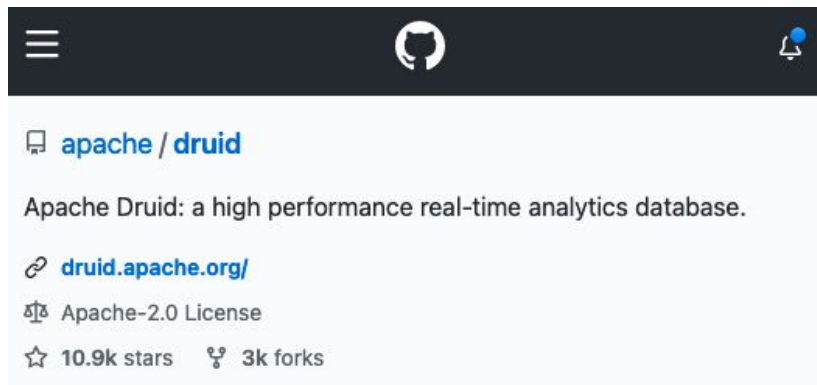 apache / druid
Apache Druid: a high performance real-time analytics database.
druid.apache.org/
Apache-2.0 License
10.9k stars 3k forks